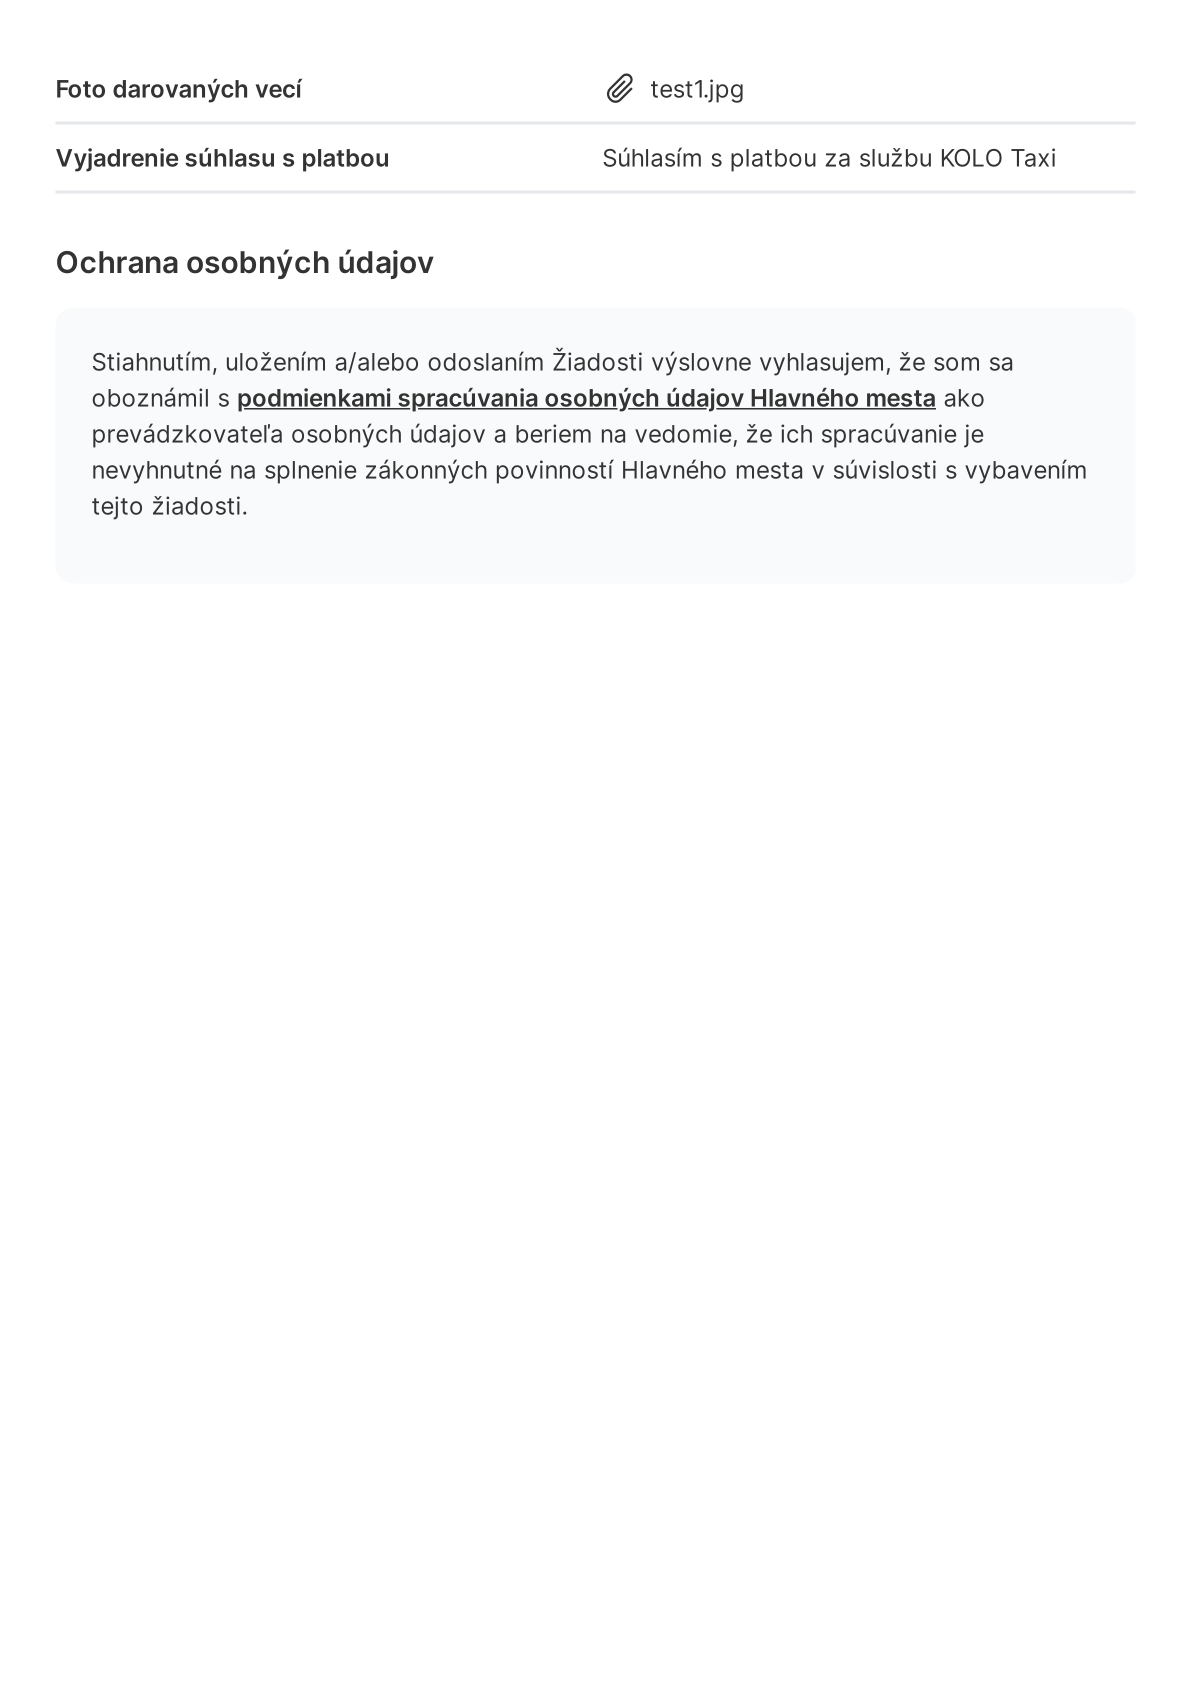 Foto darovaných vecí test1.jpg
Vyjadrenie súhlasu s platbou Súhlasím s platbou za službu KOLO Taxi
Ochrana osobných údajov
Stiahnutím, uložením a/alebo odoslaním Žiadosti výslovne vyhlasujem, že som sa
oboznámil s podmienkami spracúvania osobných údajov Hlavného mesta ako
prevádzkovateľa osobných údajov a beriem na vedomie, že ich spracúvanie je
nevyhnutné na splnenie zákonných povinností Hlavného mesta v súvislosti s vybavením
tejto žiadosti.